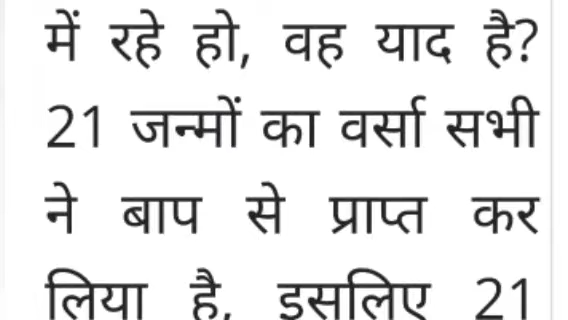 में रहे हो, वह याद है?
21 जन्मों का वर्सा सभी
ने बाप से प्राप्त कर
लिया है, इसलिए 21